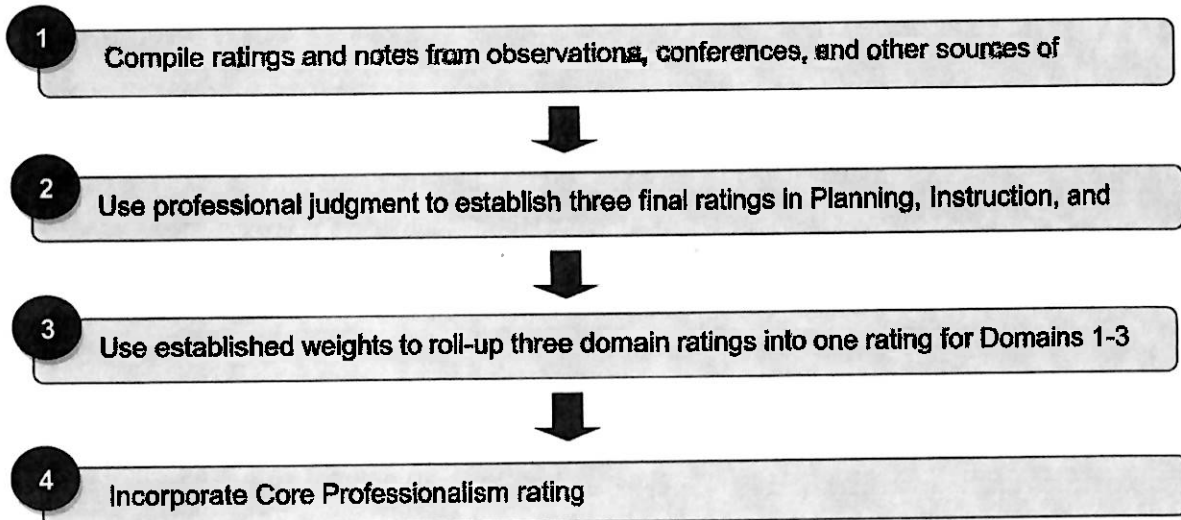 1
Compile ratings and notes from observations, conferences, and other sources of
2
Use professional judgment to establish three final ratings in Planning, Instruction, and
3
Use established weights to roll-up three domain ratings into one rating for Domains 1-3
4
Incorporate Core Professionalism rating